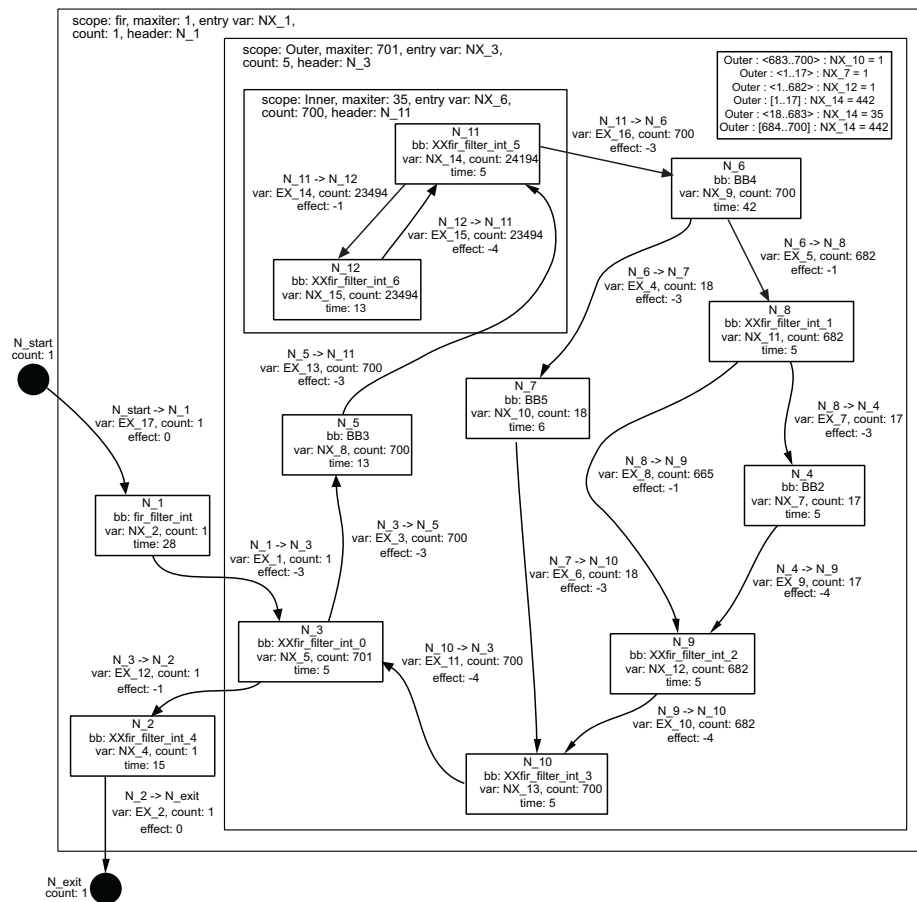 scope: fir, maxiter: 1, entry var: NX_1,
count: 1, header: N_1
scope: Outer, maxiter: 701, entry var: NX_3,
count: 5, header: N_3
Outer : <683..700> : NX_10 = 1
Outer : <1..17> : NX_7 = 1
Outer : <1..682> : NX_12 = 1
Outer : [1..17] : NX_14 = 442
Outer : <18..683> : NX_14 = 35
Outer : [684..700] : NX_14 = 442
scope: Inner, maxiter: 35, entry var: NX_6,
count: 700, header: N_11
N_11
bb: XXfir_filter_int_5
var: NX_14, count: 24194
time: 5
N_11 -> N_6
var: EX_16, count: 700
effect: -3
N_6
bb: BB4
var: NX_9, count: 700
time: 42
N_11 -> N_12
var: EX_14, count: 23494
effect: -1
N_12 -> N_11
var: EX_15, count: 23494
effect: -4
N_12
bb: XXfir_filter_int_6
var: NX_15, count: 23494
time: 13
N_6 -> N_8
var: EX_5, count: 682
effect: -1
N_6 -> N_7
var: EX_4, count: 18
effect: -3
N_8
bb: XXfir_filter_int_1
var: NX_11, count: 682
time: 5
N_start
count: 1
N_5 -> N_11
var: EX_13, count: 700
effect: -3
N_7
bb: BB5
var: NX_10, count: 18
time: 6
N_start -> N_1
var: EX_17, count: 1
effect: 0
N_5
bb: BB3
var: NX_8, count: 700
time: 13
N_8 -> N_4
var: EX_7, count: 17
effect: -3
N_8 -> N_9
var: EX_8, count: 665
effect: -1
N_4
bb: BB2
var: NX_7, count: 17
time: 5
N_1
bb: fir_filter_int
var: NX_2, count: 1
time: 28
N_3 -> N_5
var: EX_3, count: 700
effect: -3
N_1 -> N_3
var: EX_1, count: 1
effect: -3
N_7 -> N_10
var: EX_6, count: 18
effect: -3
N_4 -> N_9
var: EX_9, count: 17
effect: -4
N_3
bb: XXfir_filter_int_0
var: NX_5, count: 701
time: 5
N_10 -> N_3
var: EX_11, count: 700
effect: -4
N_9
bb: XXfir_filter_int_2
var: NX_12, count: 682
time: 5
N_3 -> N_2
var: EX_12, count: 1
effect: -1
N_9 -> N_10
var: EX_10, count: 682
effect: -4
N_2
bb: XXfir_filter_int_4
var: NX_4, count: 1
time: 15
N_10
bb: XXfir_filter_int_3
var: NX_13, count: 700
time: 5
N_2 -> N_exit
var: EX_2, count: 1
effect: 0
N_exit
count: 1